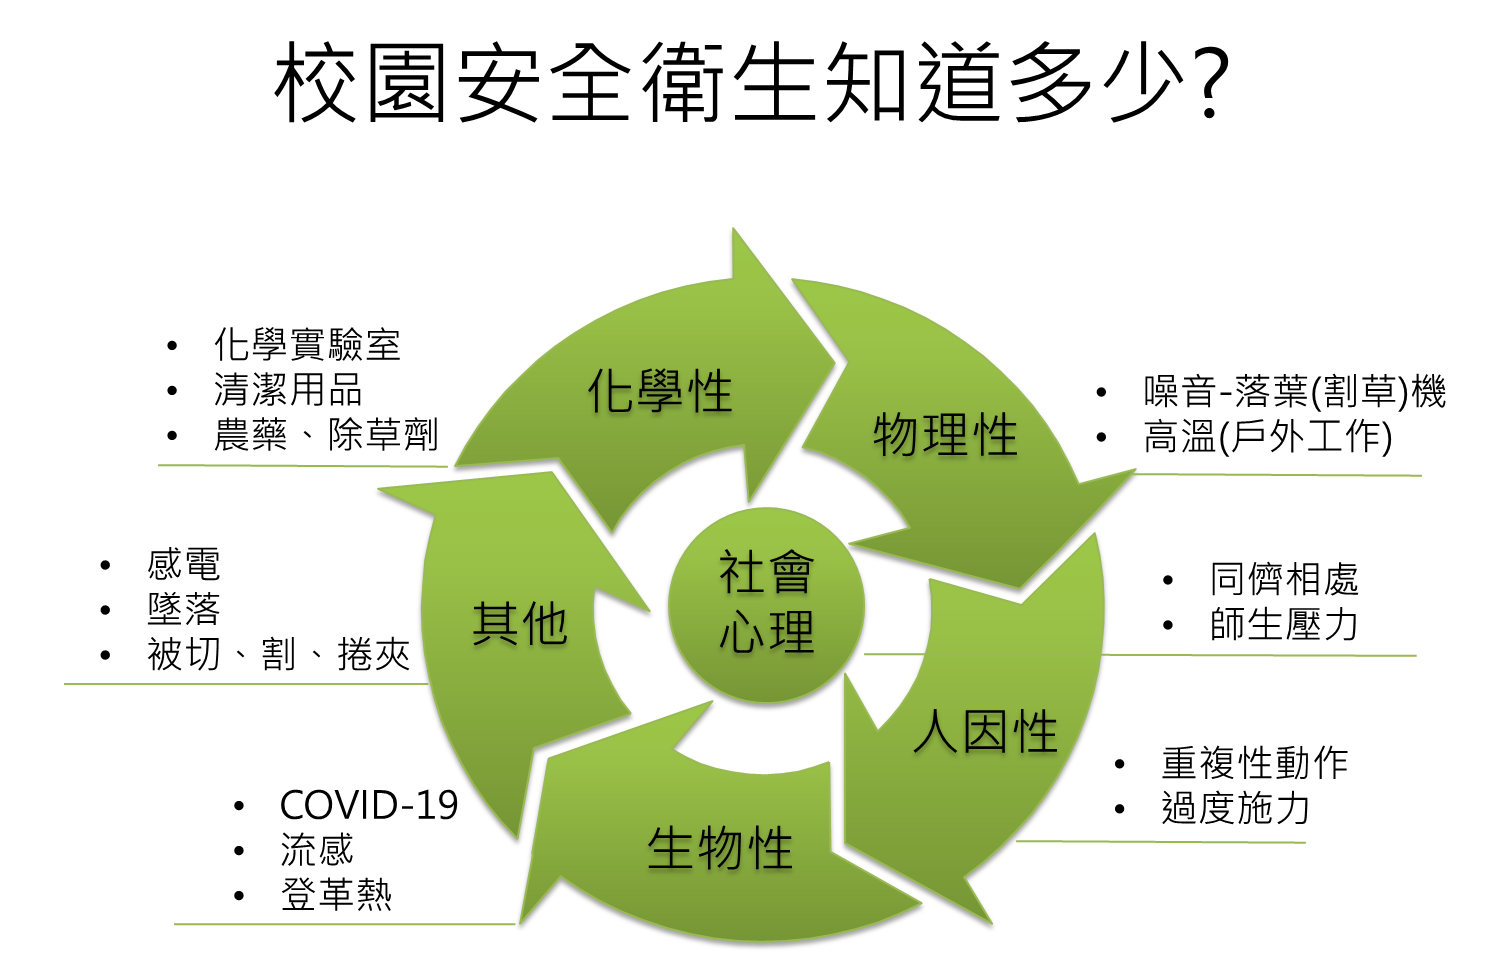 校園安全衛生知道多少?
• 化學實驗室
• 清潔用品
• 農藥、除草劑
化學性
物理性
• 噪音-落葉(割草)機
• 高溫(戶外工作)
• 感電
• 墜落
• 被切、割、捲夾
其他
社會
心理
• 同儕相處
• 師生壓力
人因性
• 重複性動作
• 過度施力
生物性
• COVID-19
• 流感
• 登革熱